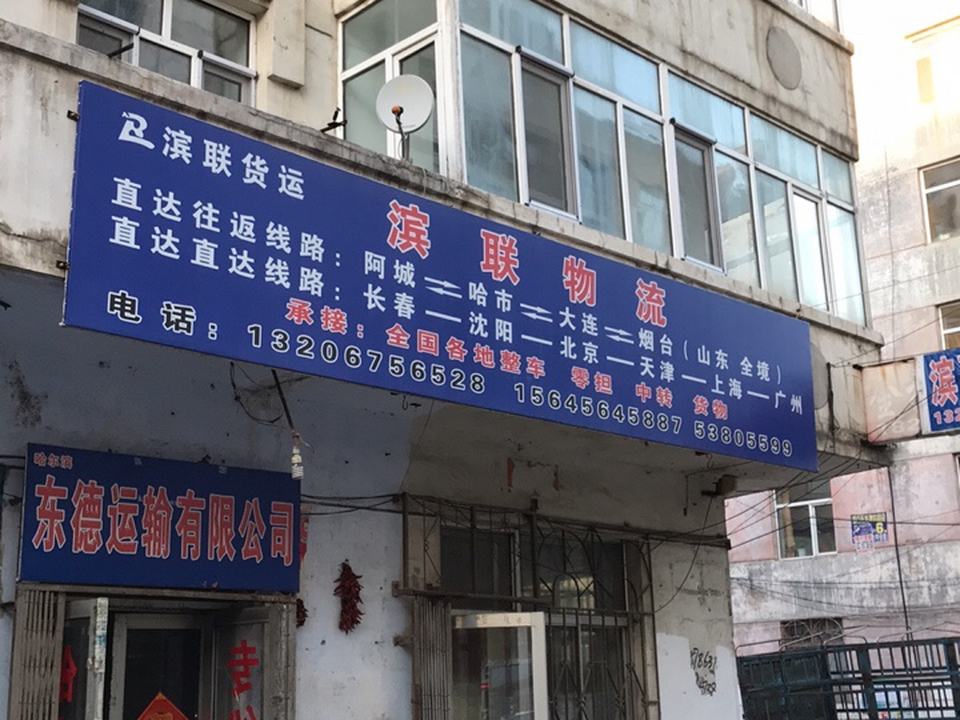 滨联货运
滨联物流
直达往返线路：阿城⇌哈市⇌大连⇌烟台（山东 全境）
直达直达线路：长春—沈阳—北京—天津—上海—广州
承接：全国各地整车 零担 中转 货物
电话：13206756528 15645645887 53805599
哈尔滨
东德运输有限公司
滨
132
6